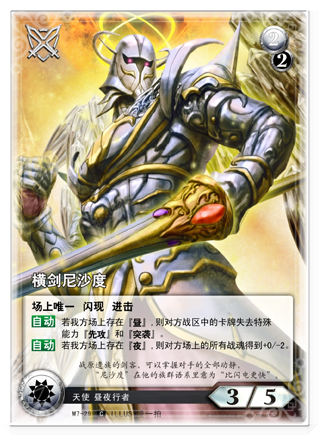 2
横剑尼沙度
场上唯一 闪现 进击
自动 若我方场上存在『昼』,则对方战区中的卡牌失去特殊
能力『先攻』和『突袭』。
自动 若我方场上存在『夜』,则对方场上的所有战魂得到+0/-2。
战原遗族的剑客，可以掌握对手的全部动静，
"尼沙度"在他的族群语系里意为"比闪电更快"。
天使 昼夜行者
3 / 5